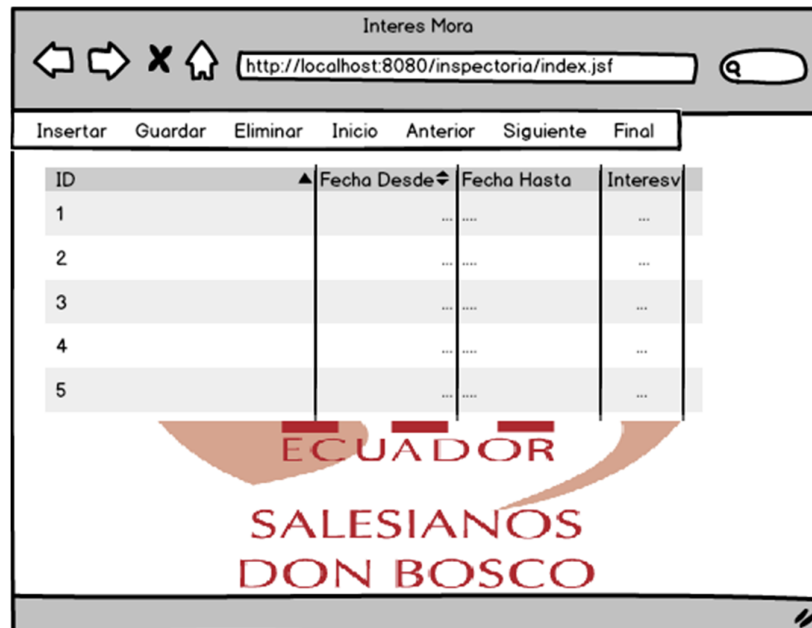 Interes Mora
http://localhost:8080/inspectoria/index.jsf
Insertar Guardar Eliminar Inicio Anterior Siguiente Final
ID Fecha Desde Fecha Hasta Interesv
1 ... .... ...
2 ... .... ...
3 ... .... ...
4 ... .... ...
5 ... .... ...
ECUADOR
SALESIANOS
DON BOSCO